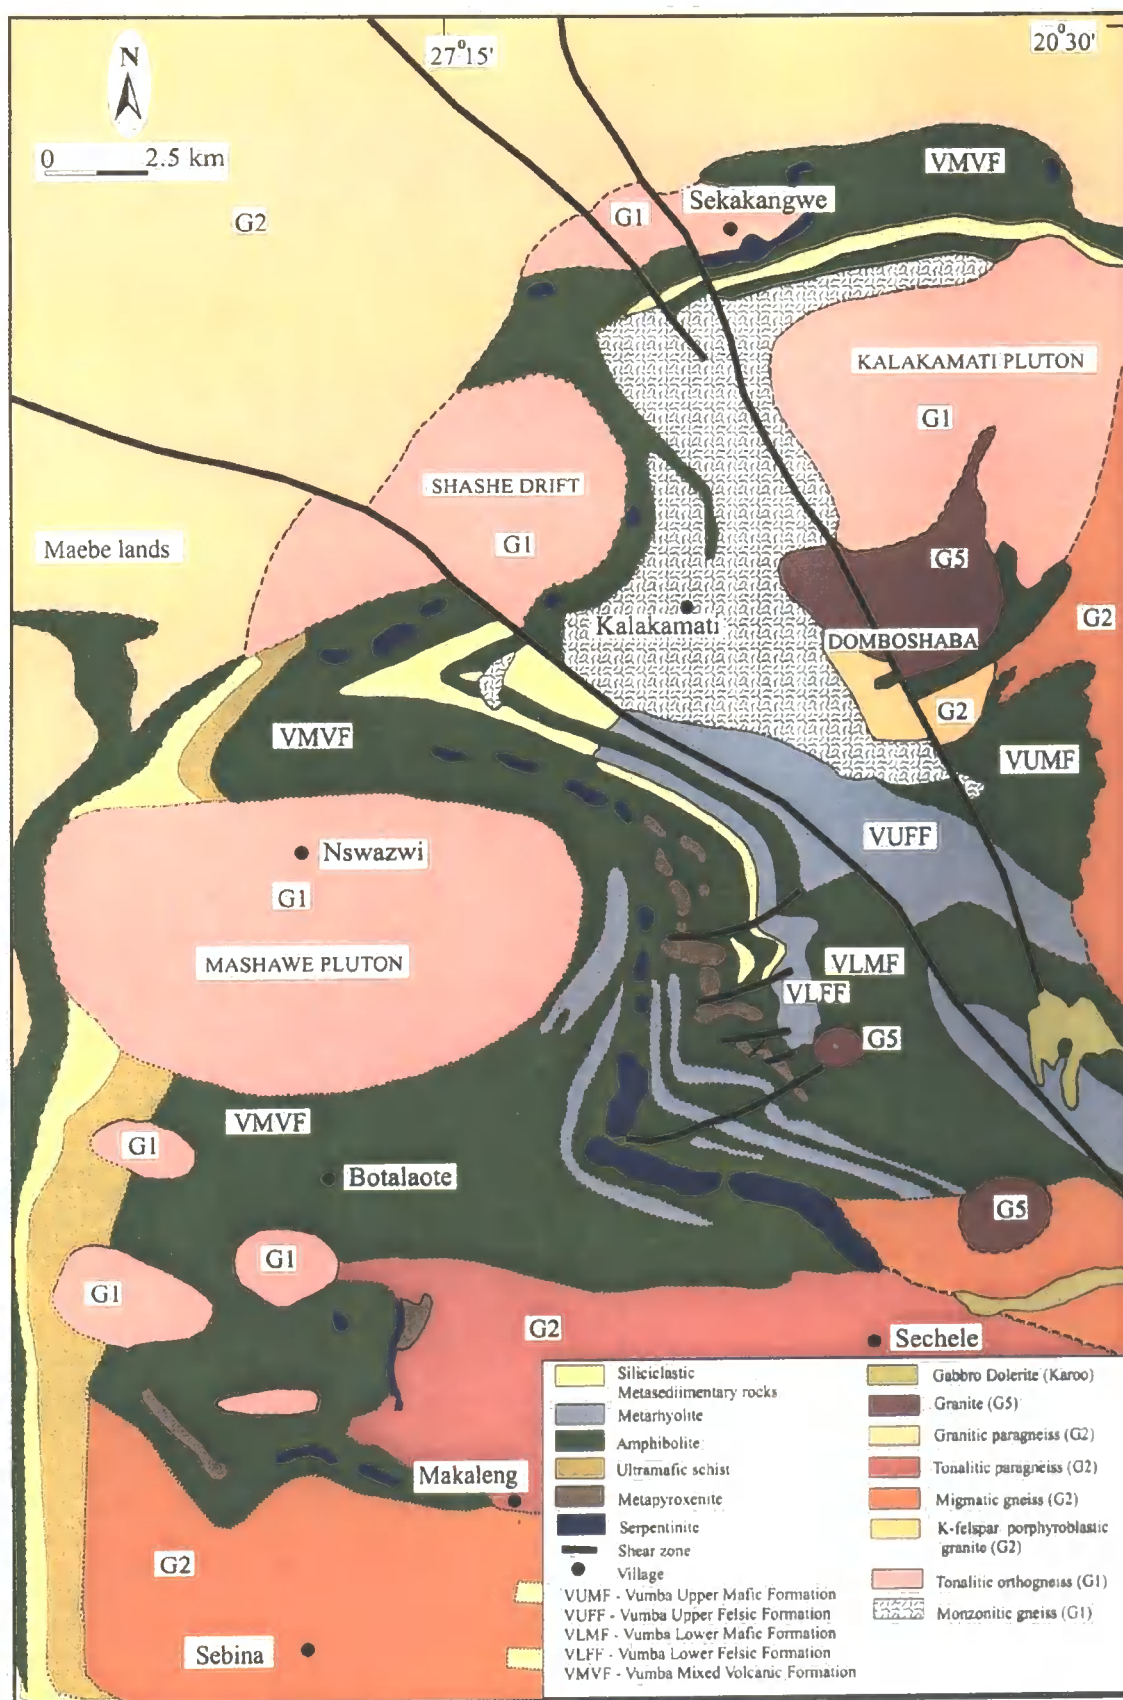 27°15'
20°30'
N
0 2.5 km
VMVF
G2
G1
Sekakangwe
KALAKAMATI PLUTON
G1
SHASHE DRIFT
G1
Maebe lands
G5
Kalakamati
DOMBOSHABA
G2
G2
VMVF
VUMF
VUFF
Nswazwi
G1
MASHAWE PLUTON
VLMF
VLFF
G5
VMVF
G1
Botalaote
G5
G1
G1
G2
Sechele
Makaleng
G2
Sebina
Siliciclastic
Metasediimentary rocks
Metarhyolite
Amphibolite
Ultramafic schist
Metapyroxenite
Serpentinite
Shear zone
Village
VUMF - Vumba Upper Mafic Formation
VUFF - Vumba Upper Felsic Formation
VLMF - Vumba Lower Mafic Formation
VLFF - Vumba Lower Felsic Formation
VMVF - Vumba Mixed Volcanic Formation
Gabbro Dolerite (Karoo)
Granite (G5)
Granitic paragneiss (G2)
Tonalitic paragneiss (G2)
Migmatic gneiss (G2)
K-felspar porphyroblastic
granite (G2)
Tonalitic orthogneiss (G1)
Monzonitic gneiss (G1)